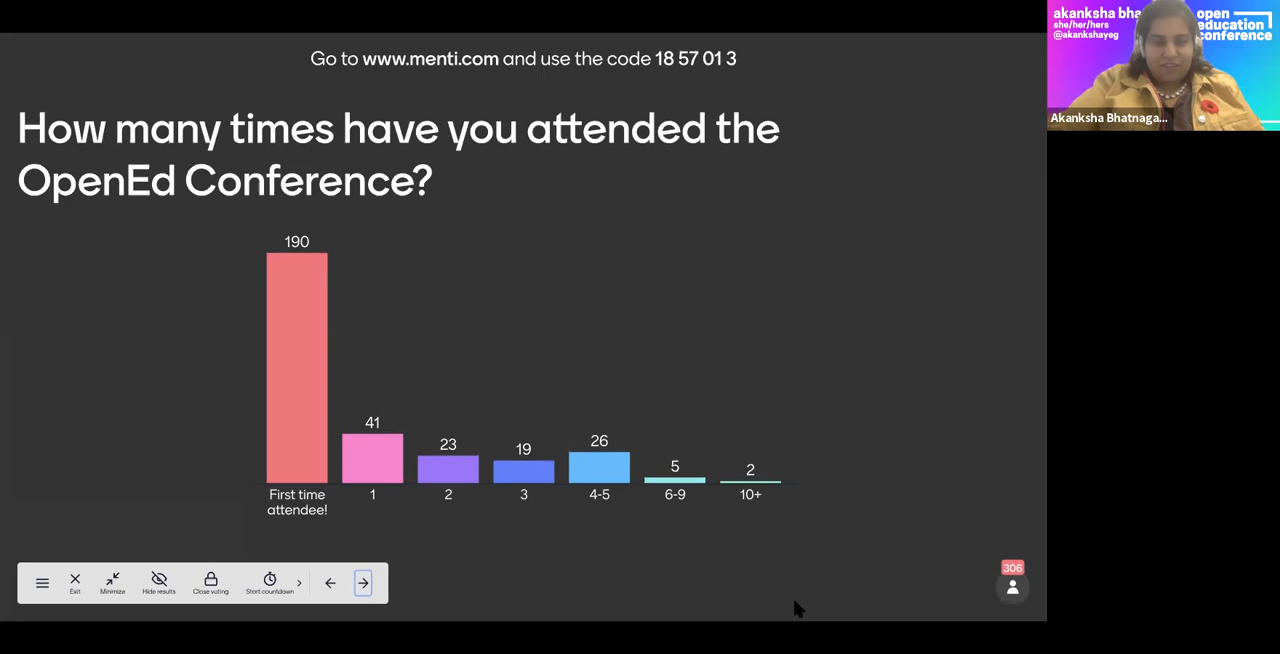 Go to www.menti.com and use the code 18 57 01 3
How many times have you attended the
OpenEd Conference?
190
41
23
19
26
5
2
First time
attendee!
1
2
3
4-5
6-9
10+
Exit
Minimize
Hide results
Close voting
Start countdown
306
akanksha bha
she/her/hers
@akankshayeg
open
education
conference
Akanksha Bhatnaga...